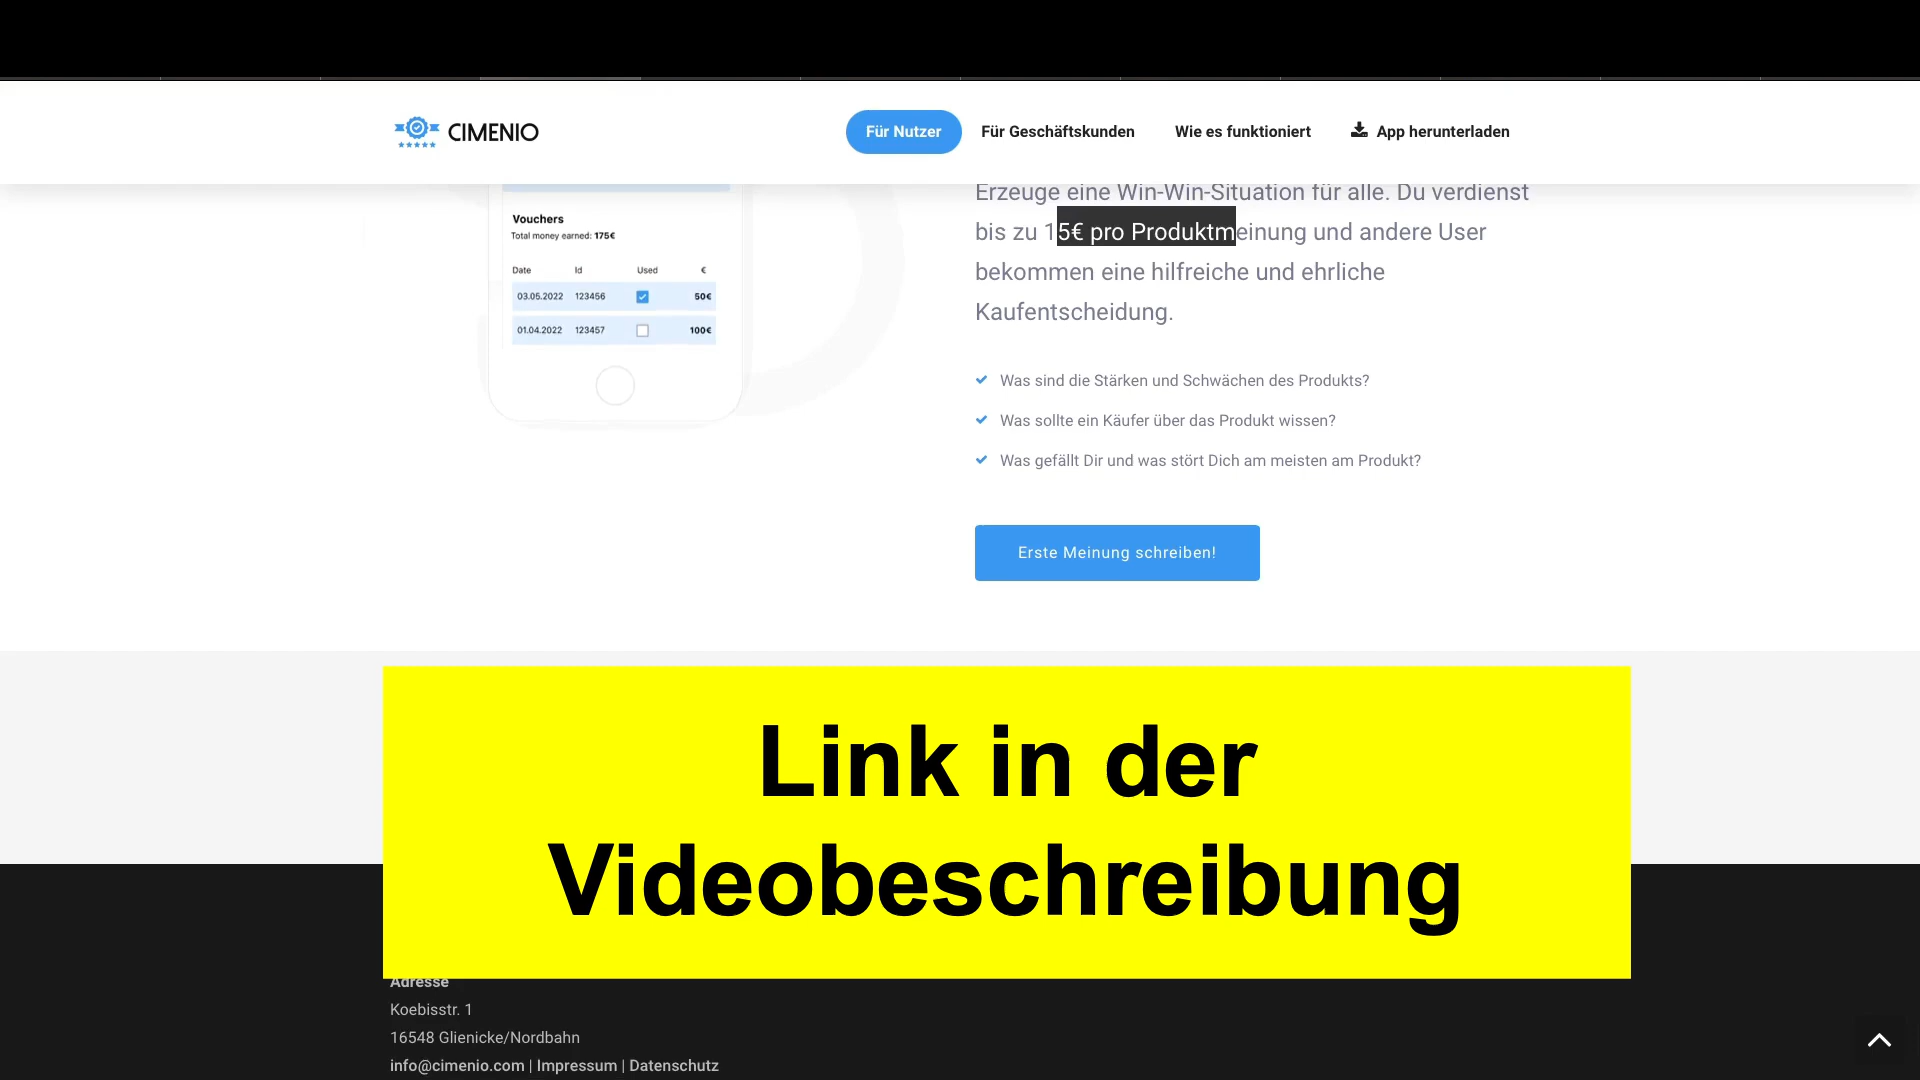 CIMENIO
Für Nutzer
Für Geschäftskunden
Wie es funktioniert
App herunterladen
Vouchers
Total money earned: 175€
Date Id Used €
03.05.2022 123456 50€
01.04.2022 123457 100€
Erzeuge eine Win-Win-Situation für alle. Du verdienst
bis zu 15€ pro Produktmeinung und andere User
bekommen eine hilfreiche und ehrliche
Kaufentscheidung.
Was sind die Stärken und Schwächen des Produkts?
Was sollte ein Käufer über das Produkt wissen?
Was gefällt Dir und was stört Dich am meisten am Produkt?
Erste Meinung schreiben!
Link in der
Videobeschreibung
Adresse
Koebisstr. 1
16548 Glienicke/Nordbahn
info@cimenio.com | Impressum | Datenschutz